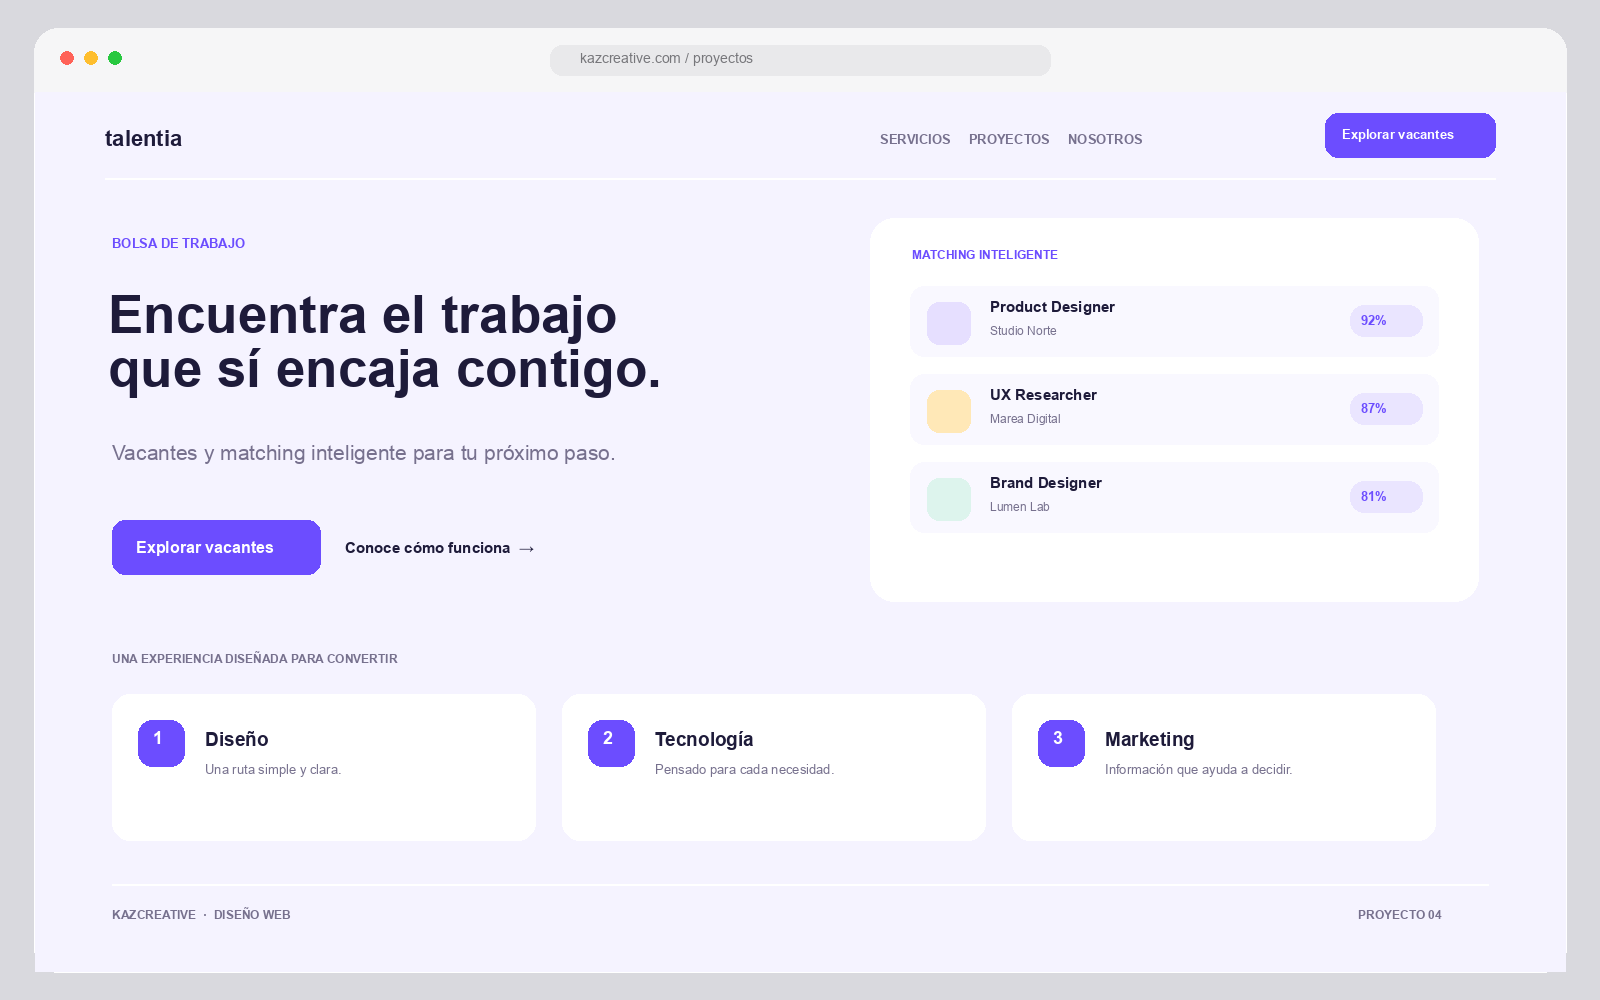 kazcreative.com / proyectos
talentia
SERVICIOS PROYECTOS NOSOTROS
Explorar vacantes
BOLSA DE TRABAJO
Encuentra el trabajo
que sí encaja contigo.
Vacantes y matching inteligente para tu próximo paso.
Explorar vacantes
Conoce cómo funciona →
MATCHING INTELIGENTE
Product Designer
Studio Norte
92%
UX Researcher
Marea Digital
87%
Brand Designer
Lumen Lab
81%
UNA EXPERIENCIA DISEÑADA PARA CONVERTIR
1
Diseño
Una ruta simple y clara.
2
Tecnología
Pensado para cada necesidad.
3
Marketing
Información que ayuda a decidir.
KAZCREATIVE · DISEÑO WEB
PROYECTO 04